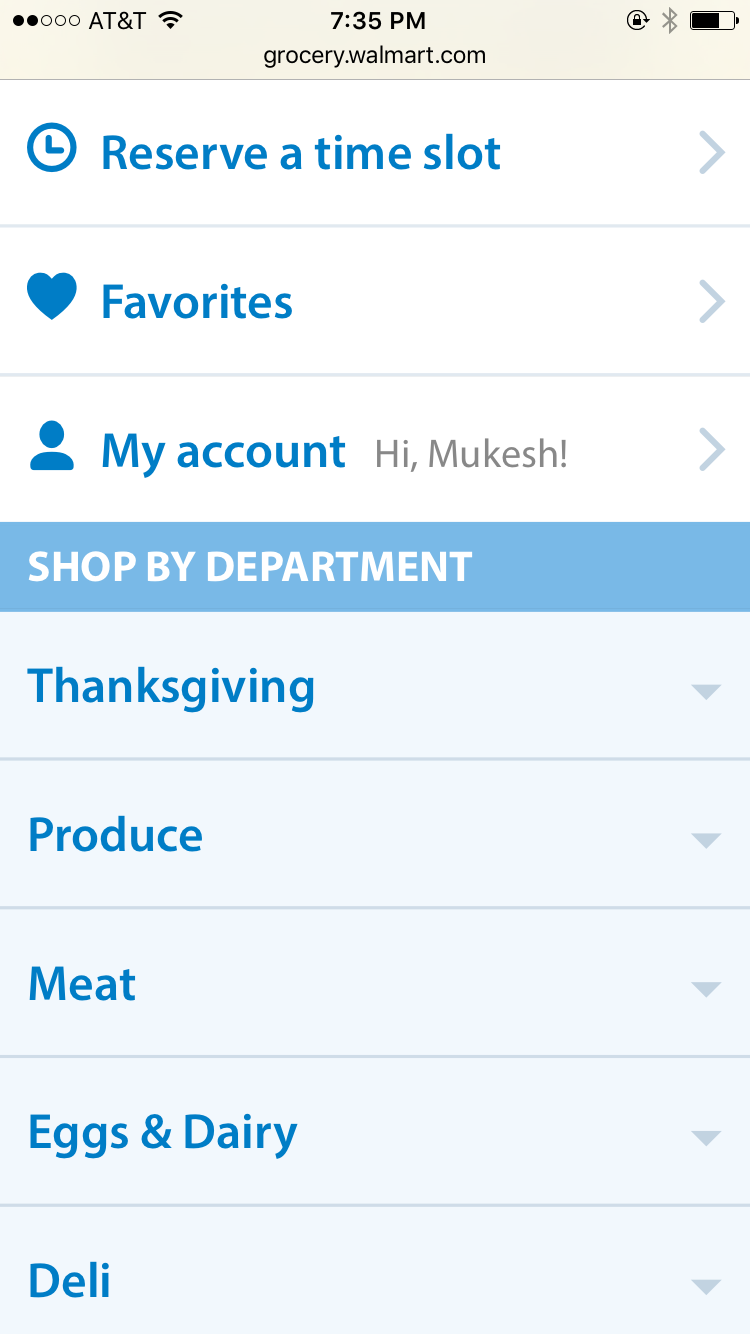 AT&T 7:35 PM
grocery.walmart.com
Reserve a time slot
Favorites
My account Hi, Mukesh!
SHOP BY DEPARTMENT
Thanksgiving
Produce
Meat
Eggs & Dairy
Deli